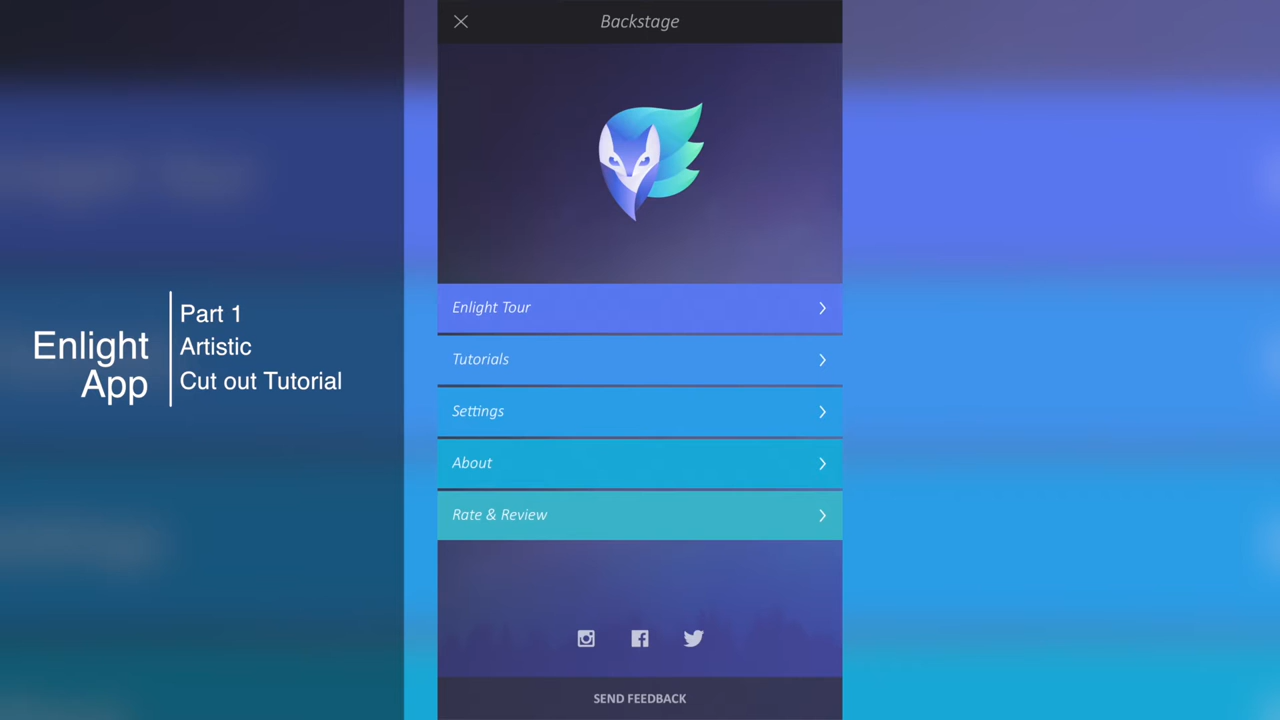 Backstage
Enlight
App
Part 1
Artistic
Cut out Tutorial
Enlight Tour
Tutorials
Settings
About
Rate & Review
SEND FEEDBACK